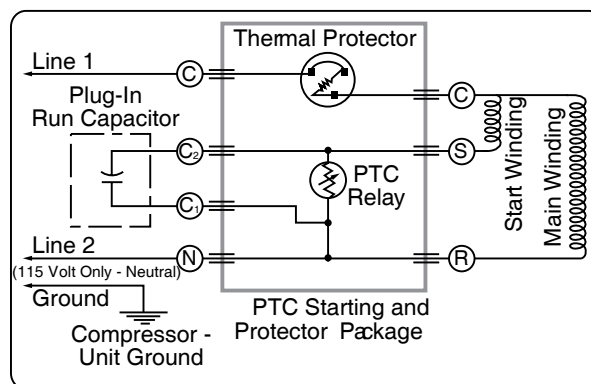 Line 1
Plug-In
Run Capacitor
Line 2
(115 Volt Only - Neutral)
Ground
Compressor -
Unit Ground
C
C2
C1
N
Thermal Protector
PTC
Relay
PTC Starting and
Protector Package
C
S
R
Start Winding
Main Winding